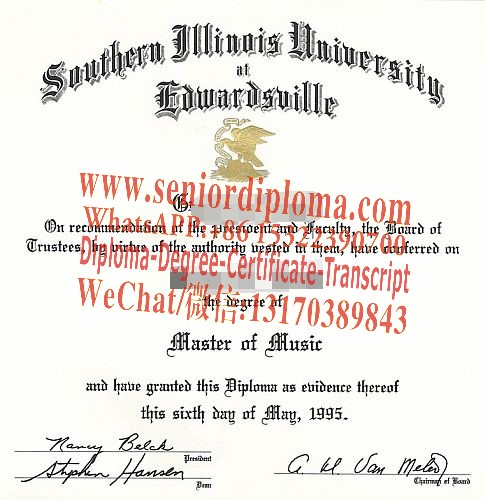 Southern Illinois University
at
Edwardsville
www.seniordiploma.com
On recommendation of the president and Faculty, the Board of
WhatsAPP:+8615522390760
Trustees, by virtue of the authority vested in them, have conferred on
Diploma-Degree-Certificate-Transcript
the degree of
WeChat/微信:13170389843
Master of Music
and have granted this Diploma as evidence thereof
this sixth day of May, 1995.
Nancy Belck
President
Stephen Hansen
Dean
A H Van Meter
Chairman of Board